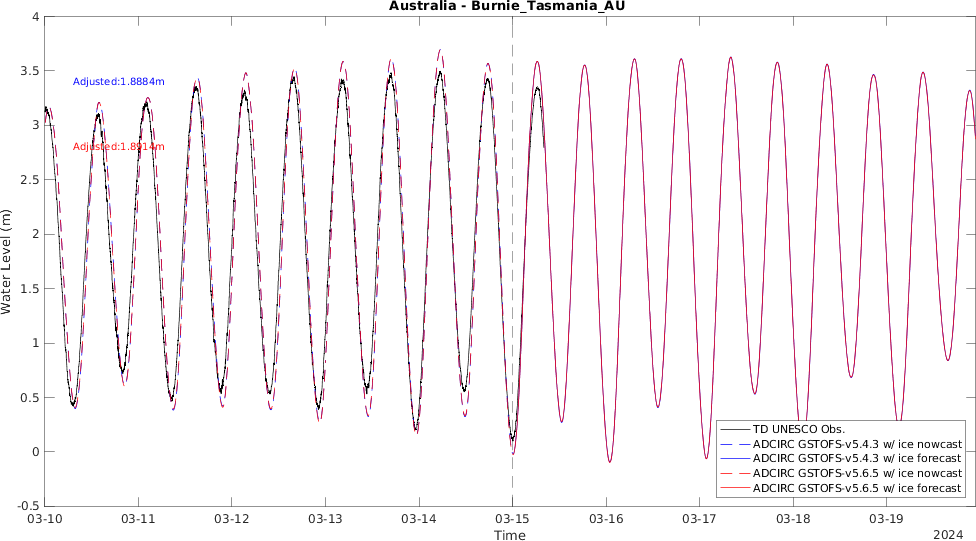 Australia - Burnie_Tasmania_AU
4
3.5
3
2.5
2
1.5
1
0.5
0
-0.5
Water Level (m)
Adjusted:1.8884m
Adjusted:1.8914m
TD UNESCO Obs.
ADCIRC GSTOFS-v5.4.3 w/ ice nowcast
ADCIRC GSTOFS-v5.4.3 w/ ice forecast
ADCIRC GSTOFS-v5.6.5 w/ ice nowcast
ADCIRC GSTOFS-v5.6.5 w/ ice forecast
03-10 03-11 03-12 03-13 03-14 03-15 03-16 03-17 03-18 03-19
Time
2024